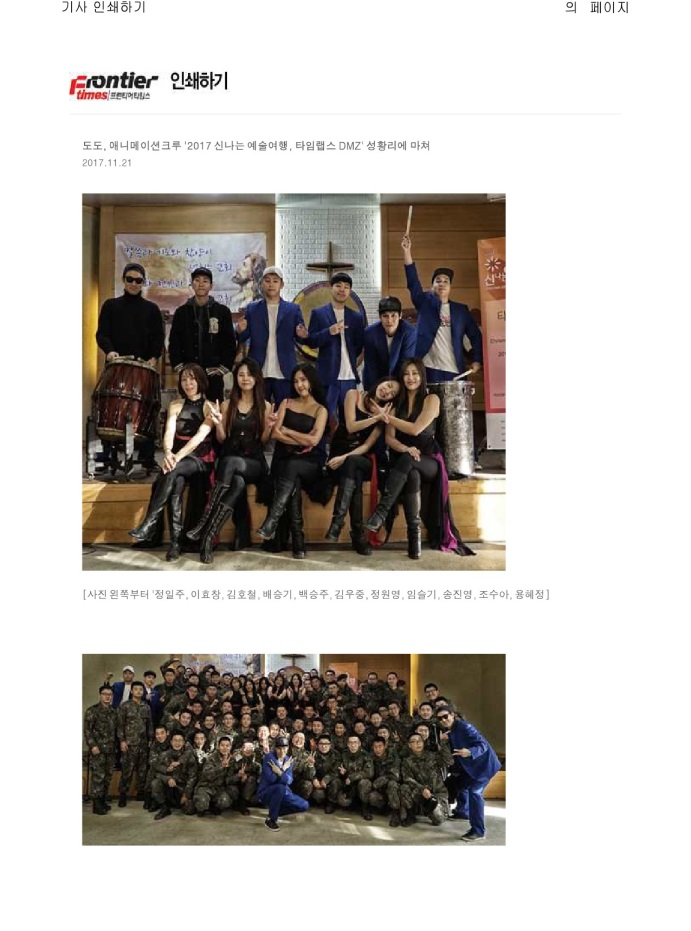 기사 인쇄하기
의 페이지
Frontier
times 프런티어타임스
인쇄하기
도도, 애니메이션크루 '2017 신나는 예술여행, 타임랩스 DMZ' 성황리에 마쳐
2017.11.21
[사진 왼쪽부터 '정일주, 이효창, 김호철, 배승기, 백승주, 김우중, 정원영, 임슬기, 송진영, 조수아, 용혜정]